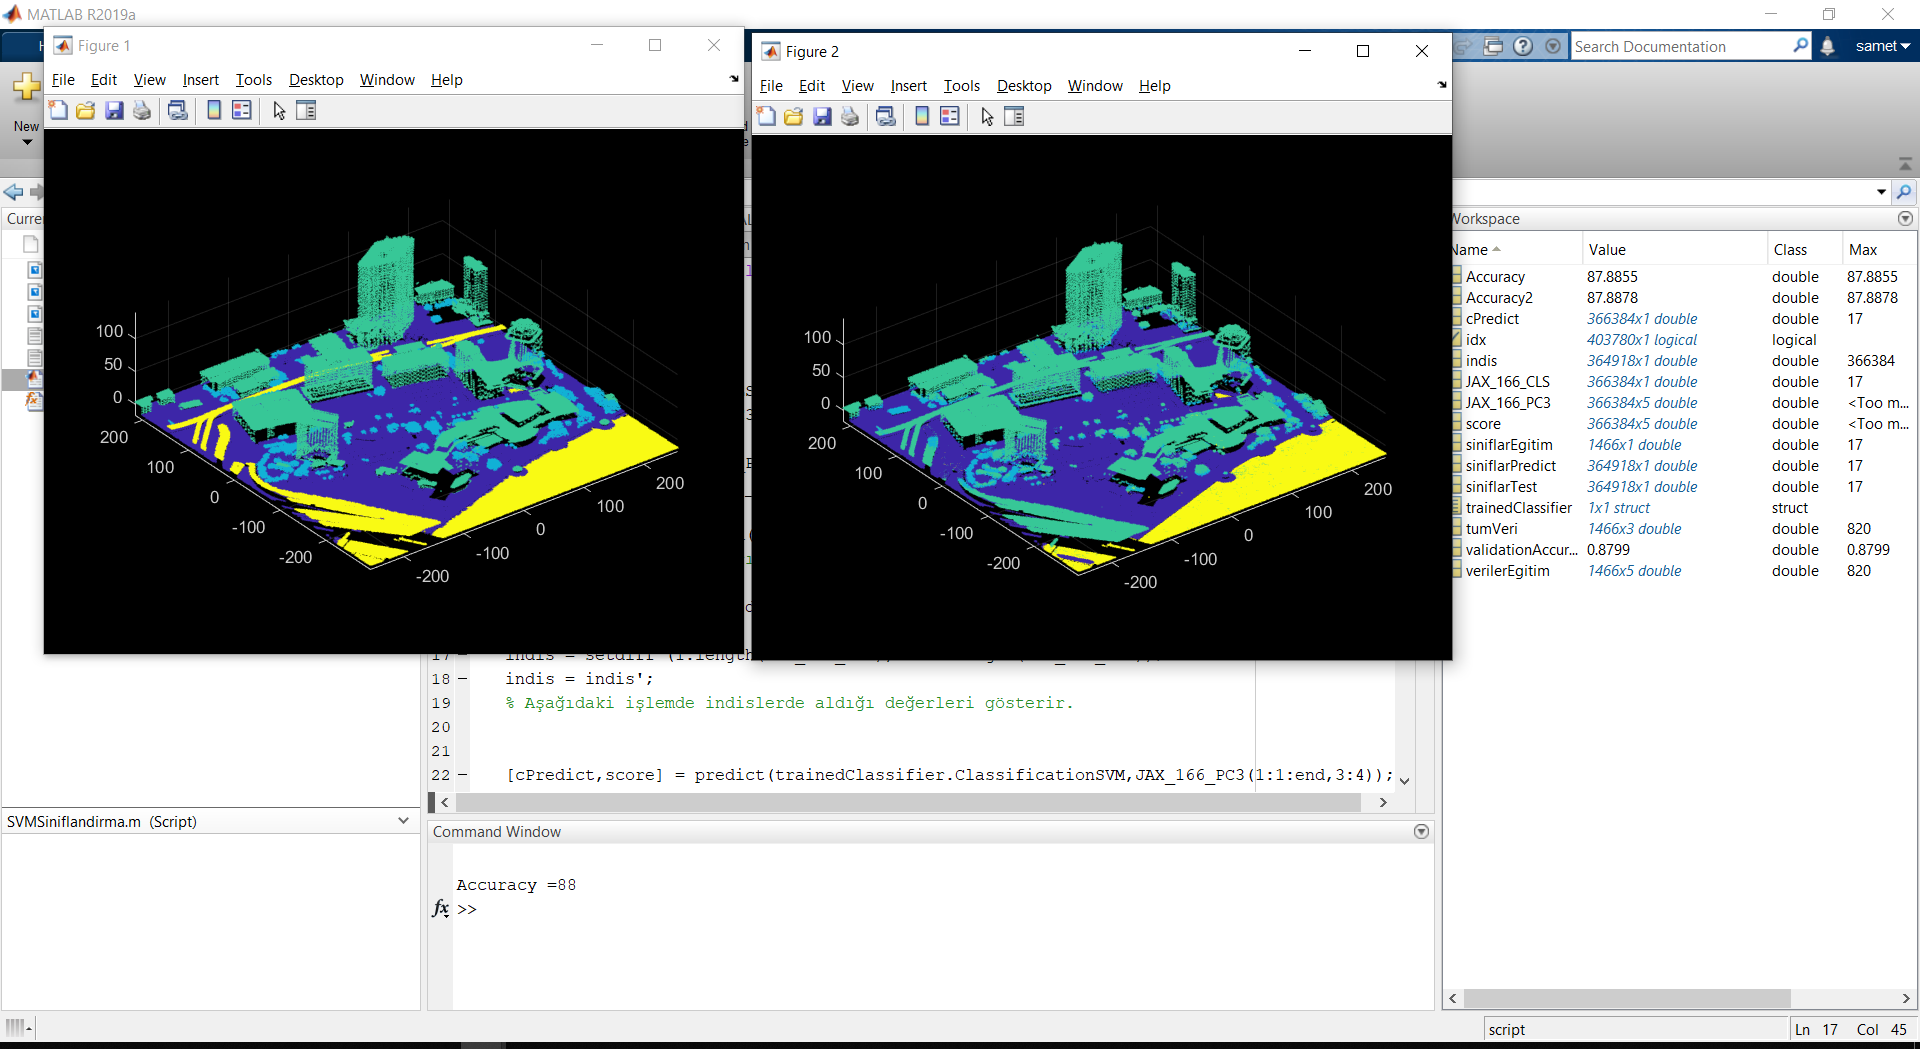 MATLAB R2019a
Search Documentation
samet
New
Figure 1
File Edit View Insert Tools Desktop Window Help
100
50
0
200
100
0
-100
-200
-200
-100
0
100
200
Figure 2
File Edit View Insert Tools Desktop Window Help
100
50
0
200
100
0
-100
-200
-200
-100
0
100
200
Workspace
Name Value Class Max
Accuracy 87.8855 double 87.8855
Accuracy2 87.8878 double 87.8878
cPredict 366384x1 double double 17
idx 403780x1 logical logical
indis 364918x1 double double 366384
JAX_166_CLS 366384x1 double double 17
JAX_166_PC3 366384x5 double double <Too m...
score 366384x5 double double <Too m...
siniflarEgitim 1466x1 double double 17
siniflarPredict 364918x1 double double 17
siniflarTest 364918x1 double double 17
trainedClassifier 1x1 struct struct
tumVeri 1466x3 double double 820
validationAccur... 0.8799 double 0.8799
verilerEgitim 1466x5 double double 820
18 – indis = indis';
19 % Aşağıdaki işlemde indislerde aldığı değerleri gösterir.
20
21
22 – [cPredict,score] = predict(trainedClassifier.ClassificationSVM,JAX_166_PC3(1:1:end,3:4));
SVMSiniflandirma.m (Script)
Command Window
Accuracy =88
fx >>
script
Ln 17 Col 45